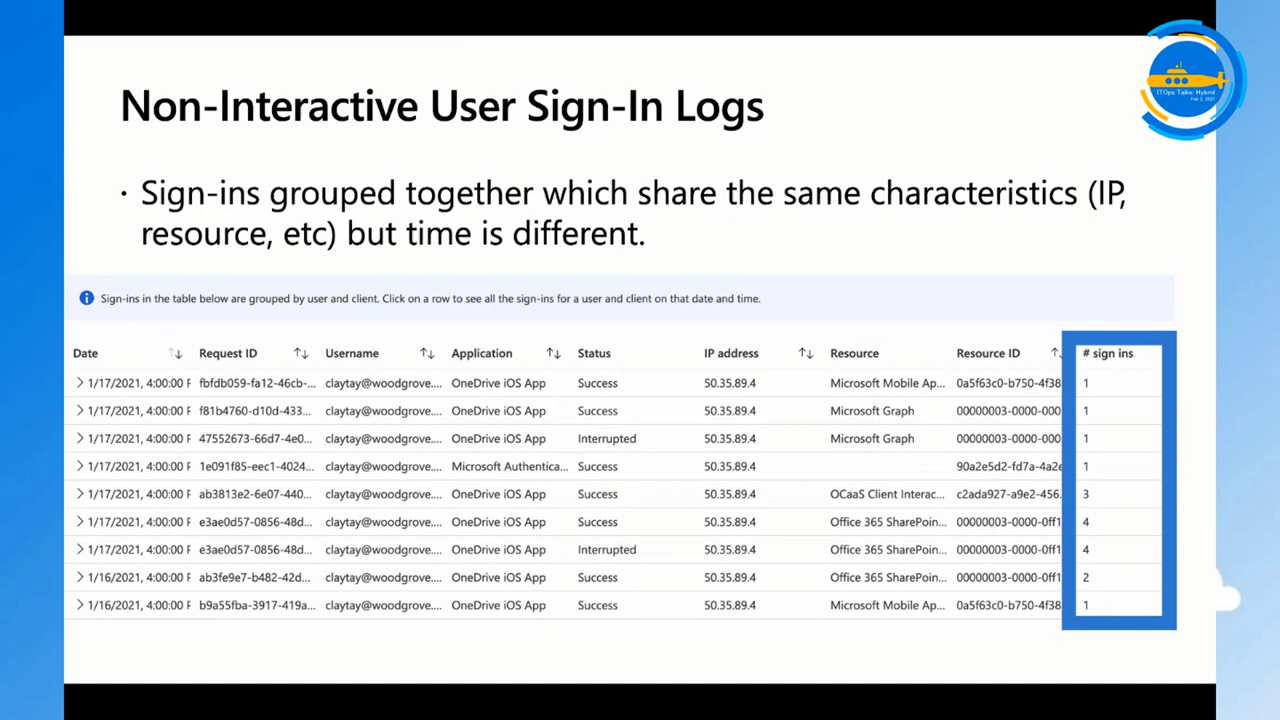 ITOps Talks: Hybrid
Feb 2, 2021
Non-Interactive User Sign-In Logs
· Sign-ins grouped together which share the same characteristics (IP,
resource, etc) but time is different.
Sign-ins in the table below are grouped by user and client. Click on a row to see all the sign-ins for a user and client on that date and time.
Date Request ID Username Application Status IP address Resource Resource ID # sign ins
1/17/2021, 4:00:00 P fbfdb059-fa12-46cb-... claytay@woodgrove.... OneDrive iOS App Success 50.35.89.4 Microsoft Mobile Ap... 0a5f63c0-b750-4f38 1
1/17/2021, 4:00:00 P f81b4760-d10d-433... claytay@woodgrove.... OneDrive iOS App Success 50.35.89.4 Microsoft Graph 00000003-0000-000 1
1/17/2021, 4:00:00 P 47552673-66d7-4e0... claytay@woodgrove.... OneDrive iOS App Interrupted 50.35.89.4 Microsoft Graph 00000003-0000-000 1
1/17/2021, 4:00:00 P 1e091f85-eec1-4024... claytay@woodgrove.... Microsoft Authentica... Success 50.35.89.4 90a2e5d2-fd7a-4a2e 1
1/17/2021, 4:00:00 P ab3813e2-6e07-440... claytay@woodgrove.... OneDrive iOS App Success 50.35.89.4 OCaaS Client Interac... c2ada927-a9e2-456. 3
1/17/2021, 4:00:00 P e3ae0d57-0856-48d... claytay@woodgrove.... OneDrive iOS App Success 50.35.89.4 Office 365 SharePoin... 00000003-0000-0ff1 4
1/17/2021, 4:00:00 P e3ae0d57-0856-48d... claytay@woodgrove.... OneDrive iOS App Interrupted 50.35.89.4 Office 365 SharePoin... 00000003-0000-0ff1 4
1/16/2021, 4:00:00 P ab3fe9e7-b482-42d... claytay@woodgrove.... OneDrive iOS App Success 50.35.89.4 Office 365 SharePoin... 00000003-0000-0ff1 2
1/16/2021, 4:00:00 P b9a55fba-3917-419a... claytay@woodgrove.... OneDrive iOS App Success 50.35.89.4 Microsoft Mobile Ap... 0a5f63c0-b750-4f38 1